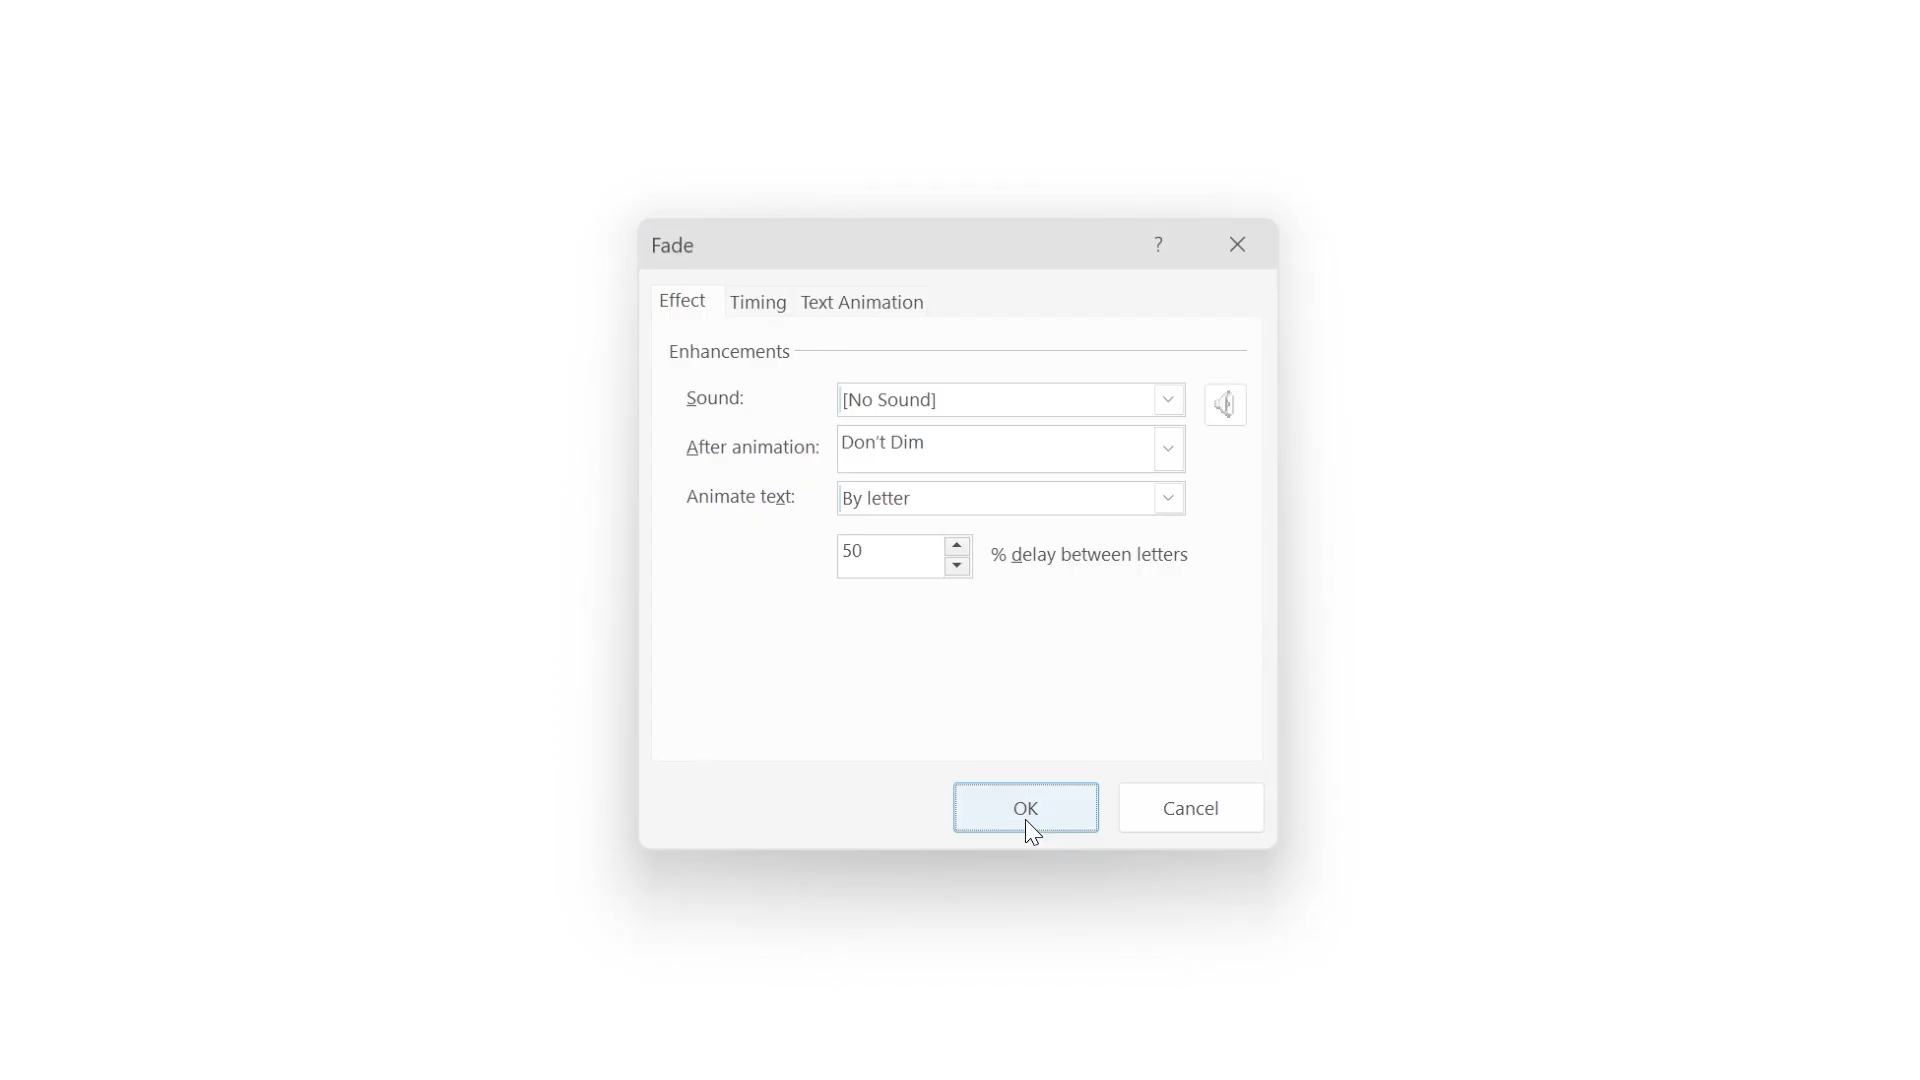 Fade ?
Effect Timing Text Animation
Enhancements
Sound: [No Sound]
After animation: Don't Dim
Animate text: By letter
50 % delay between letters
OK Cancel